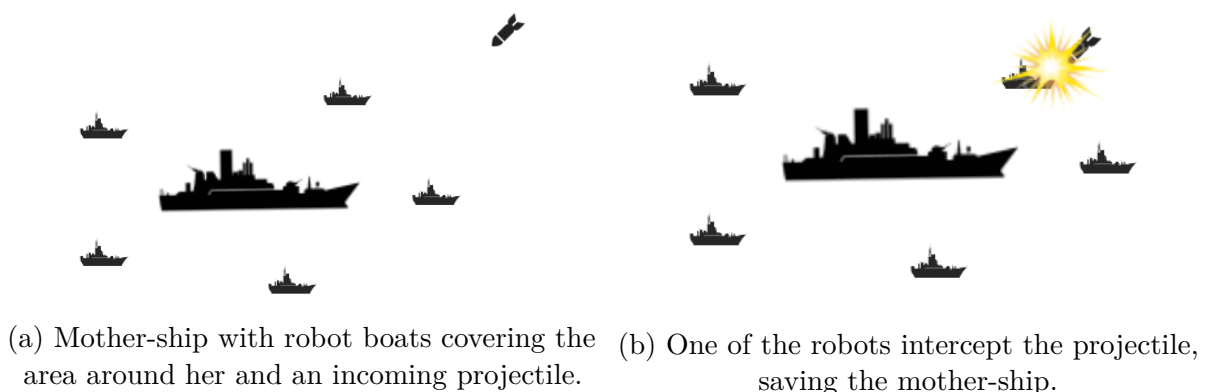 (a) Mother-ship with robot boats covering the
area around her and an incoming projectile.
(b) One of the robots intercept the projectile,
saving the mother-ship.